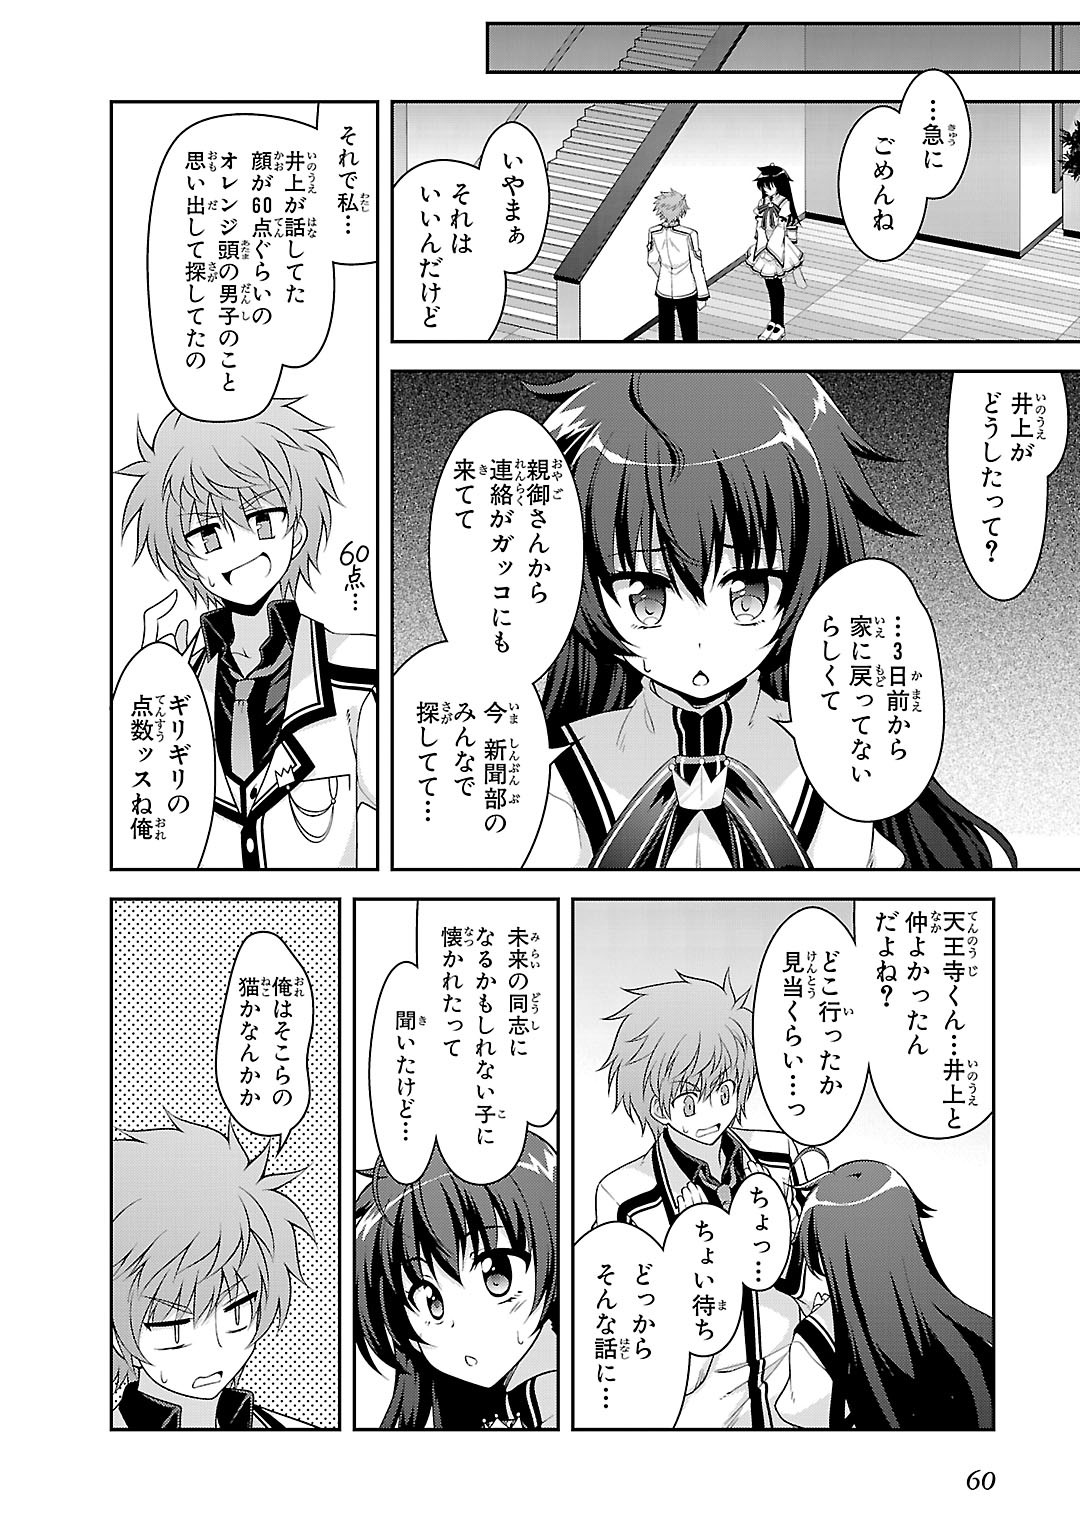 …急に
ごめんね
いやまぁ
それは
いいんだけど
井上が
どうしたって?
…3日前から
家に戻ってない
らしくて
親御さんから
連絡がガッコにも
来てて
今 新聞部の
みんなで
探してて…
それで私…
井上が話してた
顔が60点ぐらいの
オレンジ頭の男子のこと
思い出して探してたの
60点…
ギリギリの
点数ッスね俺
天王寺くん…井上と
仲よかったん
だよね?
どこ行ったか
見当くらい…っ
ちょっ…
ちょい待ち
どっから
そんな話に…
未来の同志に
なるかもしれない子に
懐かれたって
聞いたけど…
俺はそこらの
猫かなんかか
60